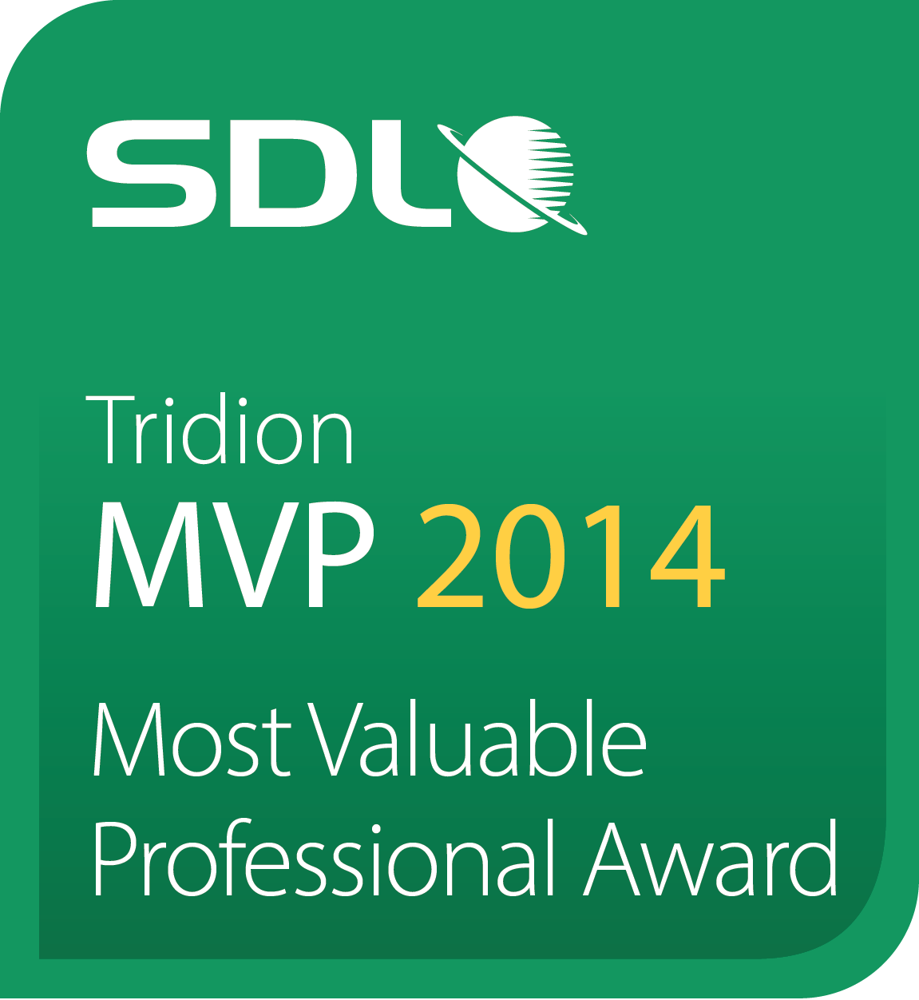 SDL
Tridion
MVP 2014
Most Valuable
Professional Award